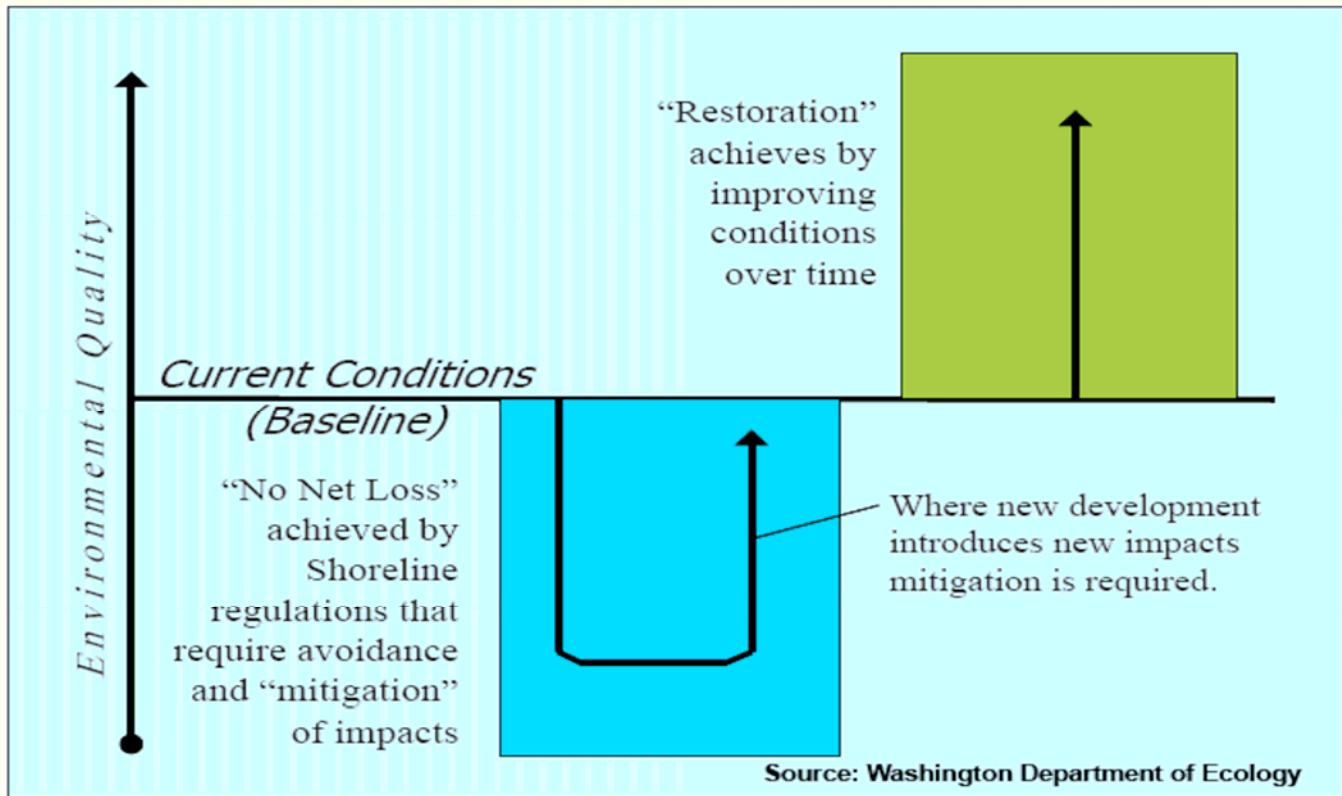 Environmental Quality
Current Conditions
(Baseline)
“No Net Loss”
achieved by
Shoreline
regulations that
require avoidance
and “mitigation”
of impacts
“Restoration”
achieves by
improving
conditions
over time
Where new development
introduces new impacts
mitigation is required.
Source: Washington Department of Ecology